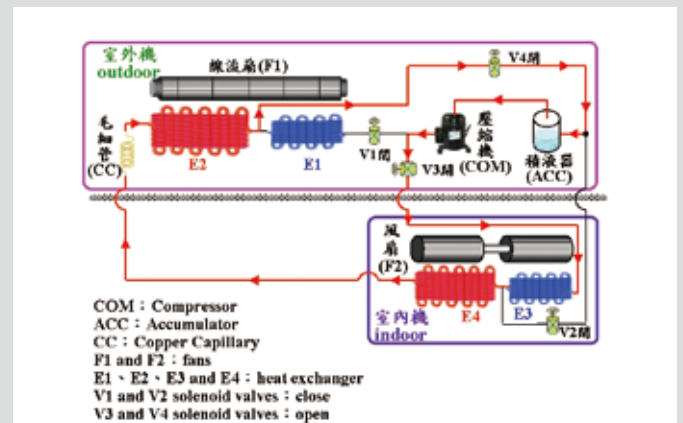 室外機
outdoor
線流扇(F1)
V4開
毛
細
管
(CC)
E2
E1
V1閉
V3開
壓
縮
機
(COM)
積液器
(ACC)
風
扇
(F2)
E4
E3
V2閉
室內機
indoor
COM：Compressor
ACC：Accumulator
CC：Copper Capillary
F1 and F2：fans
E1、E2、E3 and E4：heat exchanger
V1 and V2 solenoid valves：close
V3 and V4 solenoid valves：open